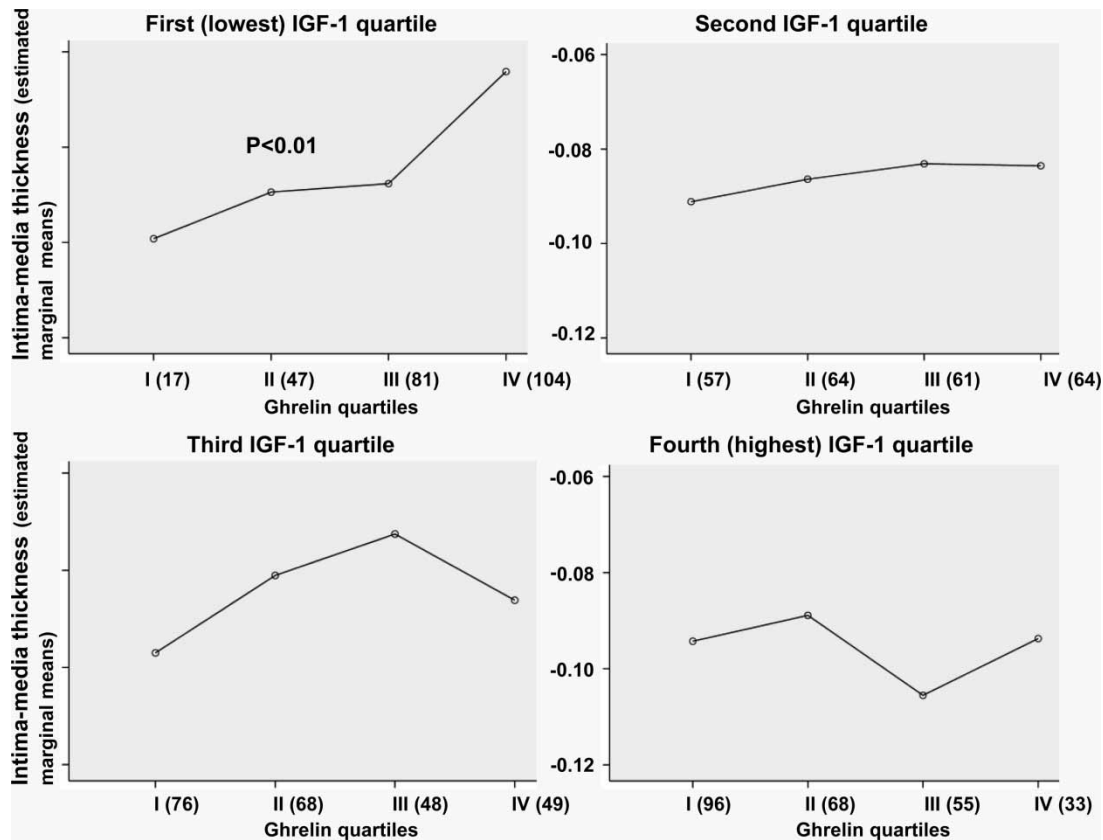 First (lowest) IGF-1 quartile
Intima-media thickness (estimated
marginal means)
P<0.01
I (17) II (47) III (81) IV (104)
Ghrelin quartiles
Second IGF-1 quartile
-0.06
-0.08
-0.10
-0.12
I (57) II (64) III (61) IV (64)
Ghrelin quartiles
Third IGF-1 quartile
Intima-media thickness (estimated
marginal means)
I (76) II (68) III (48) IV (49)
Ghrelin quartiles
Fourth (highest) IGF-1 quartile
-0.06
-0.08
-0.10
-0.12
I (96) II (68) III (55) IV (33)
Ghrelin quartiles